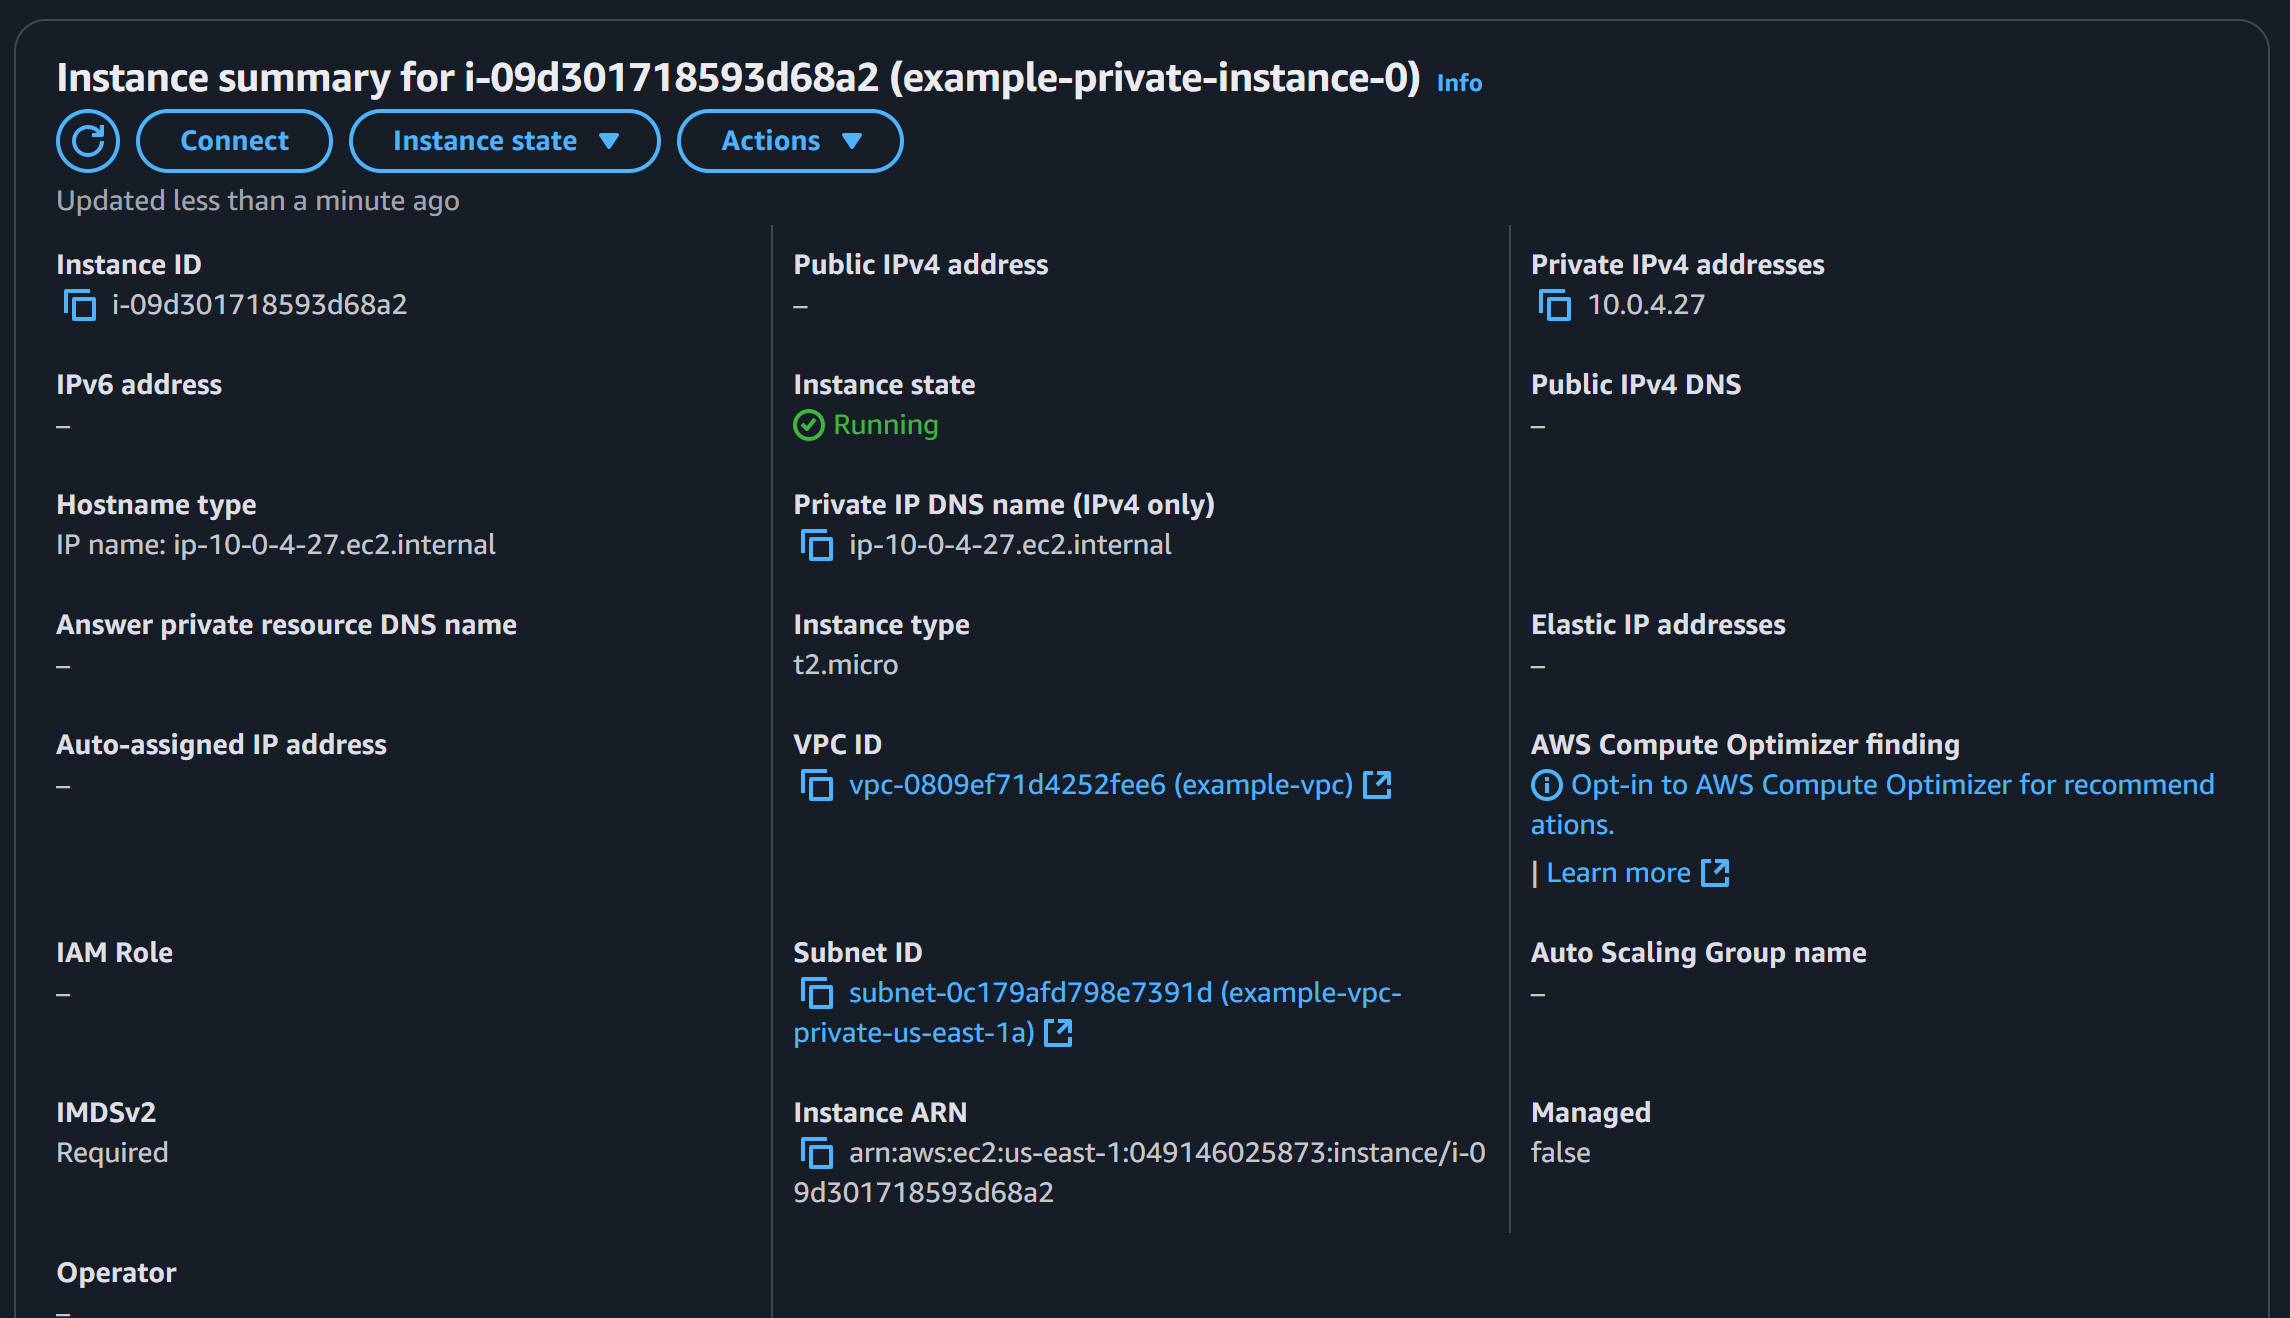 Instance summary for i-09d301718593d68a2 (example-private-instance-0) Info
Connect
Instance state
Actions
Updated less than a minute ago
Instance ID
i-09d301718593d68a2
Public IPv4 address
–
Private IPv4 addresses
10.0.4.27
IPv6 address
–
Instance state
Running
Public IPv4 DNS
–
Hostname type
IP name: ip-10-0-4-27.ec2.internal
Private IP DNS name (IPv4 only)
ip-10-0-4-27.ec2.internal
Answer private resource DNS name
–
Instance type
t2.micro
Elastic IP addresses
–
Auto-assigned IP address
–
VPC ID
vpc-0809ef71d4252fee6 (example-vpc)
AWS Compute Optimizer finding
Opt-in to AWS Compute Optimizer for recommend
ations.
| Learn more
IAM Role
–
Subnet ID
subnet-0c179afd798e7391d (example-vpc-
private-us-east-1a)
Auto Scaling Group name
–
IMDSv2
Required
Instance ARN
arn:aws:ec2:us-east-1:049146025873:instance/i-0
9d301718593d68a2
Managed
false
Operator
–